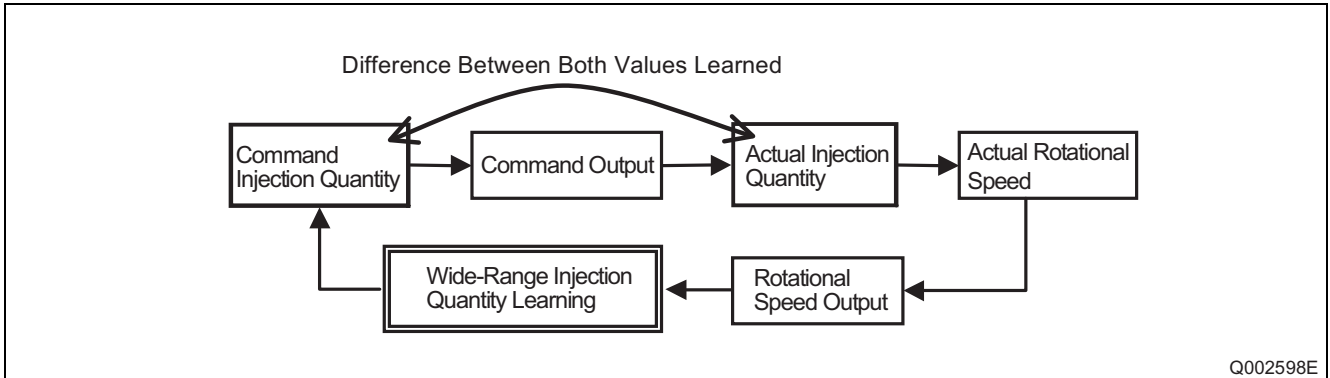 Difference Between Both Values Learned
Command
Injection Quantity
Command Output
Actual Injection
Quantity
Actual Rotational
Speed
Wide-Range Injection
Quantity Learning
Rotational
Speed Output
Q002598E